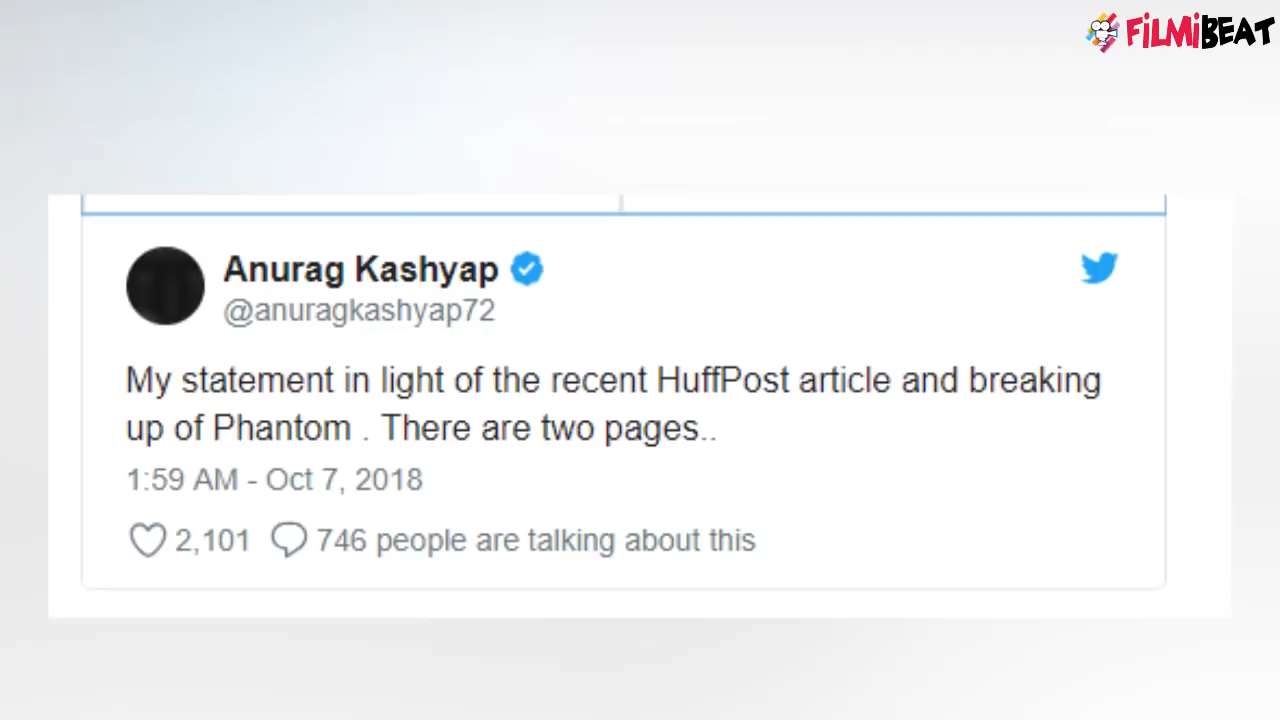 FiLMiBEAT
Anurag Kashyap
@anuragkashyap72
My statement in light of the recent HuffPost article and breaking
up of Phantom . There are two pages..
1:59 AM - Oct 7, 2018
2,101 746 people are talking about this